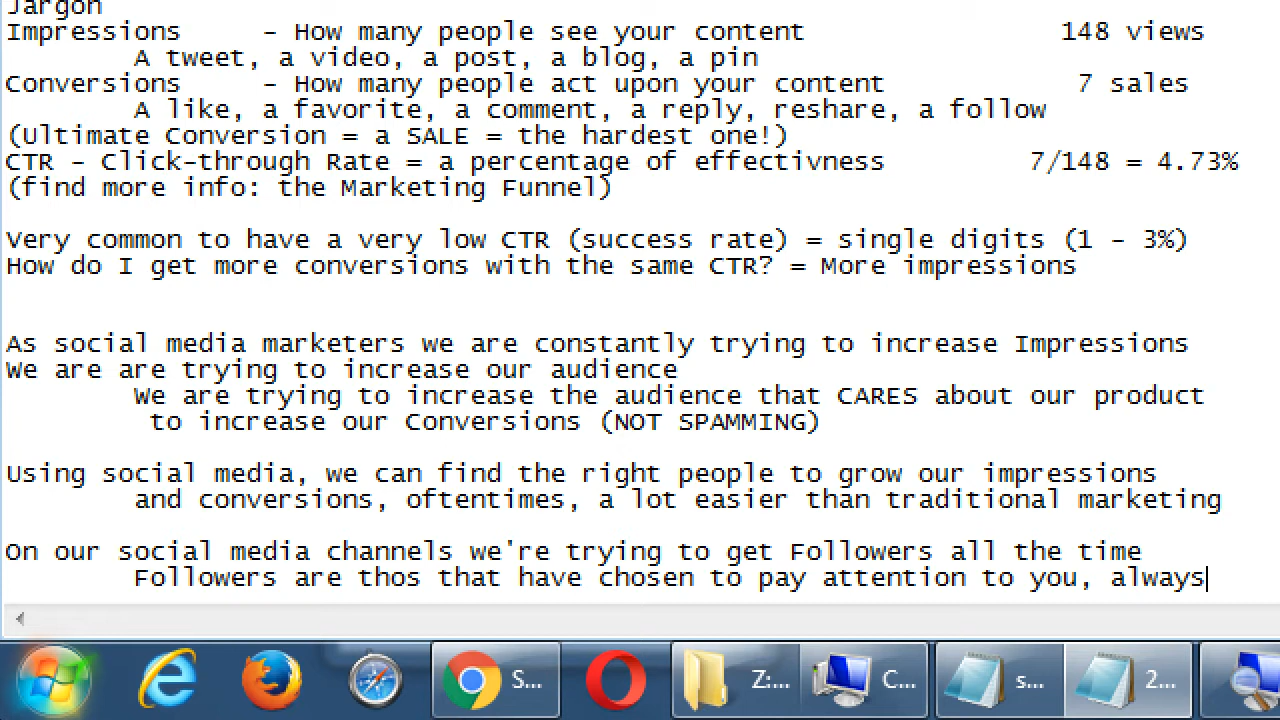 Jargon
Impressions - How many people see your content 148 views
A tweet, a video, a post, a blog, a pin
Conversions - How many people act upon your content 7 sales
A like, a favorite, a comment, a reply, reshare, a follow
(Ultimate Conversion = a SALE = the hardest one!)
CTR - Click-through Rate = a percentage of effectivness 7/148 = 4.73%
(find more info: the Marketing Funnel)
Very common to have a very low CTR (success rate) = single digits (1 - 3%)
How do I get more conversions with the same CTR? = More impressions
As social media marketers we are constantly trying to increase Impressions
We are are trying to increase our audience
We are trying to increase the audience that CARES about our product
to increase our Conversions (NOT SPAMMING)
Using social media, we can find the right people to grow our impressions
and conversions, oftentimes, a lot easier than traditional marketing
On our social media channels we're trying to get Followers all the time
Followers are thos that have chosen to pay attention to you, always
S... Z:... C... s... 2...